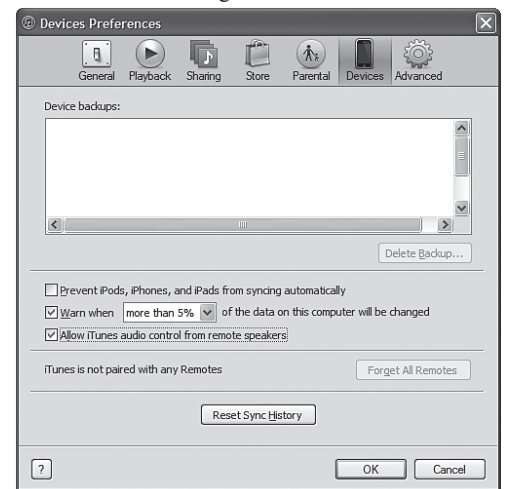 Devices Preferences
General Playback Sharing Store Parental Devices Advanced
Device backups:
Delete Backup...
Prevent iPods, iPhones, and iPads from syncing automatically
Warn when more than 5% of the data on this computer will be changed
Allow iTunes audio control from remote speakers
iTunes is not paired with any Remotes Forget All Remotes
Reset Sync History
? OK Cancel